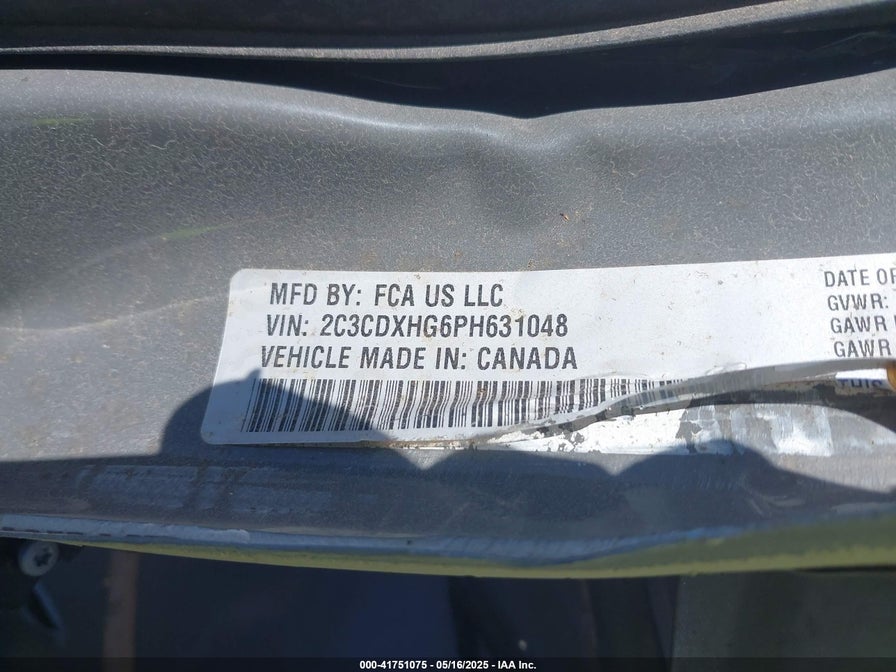 MFD BY: FCA US LLC
VIN: 2C3CDXHG6PH631048
VEHICLE MADE IN: CANADA
DATE OF
GVWR:
GAWR
GAWR
THIS
000-41751075 - 05/16/2025 - IAA Inc.